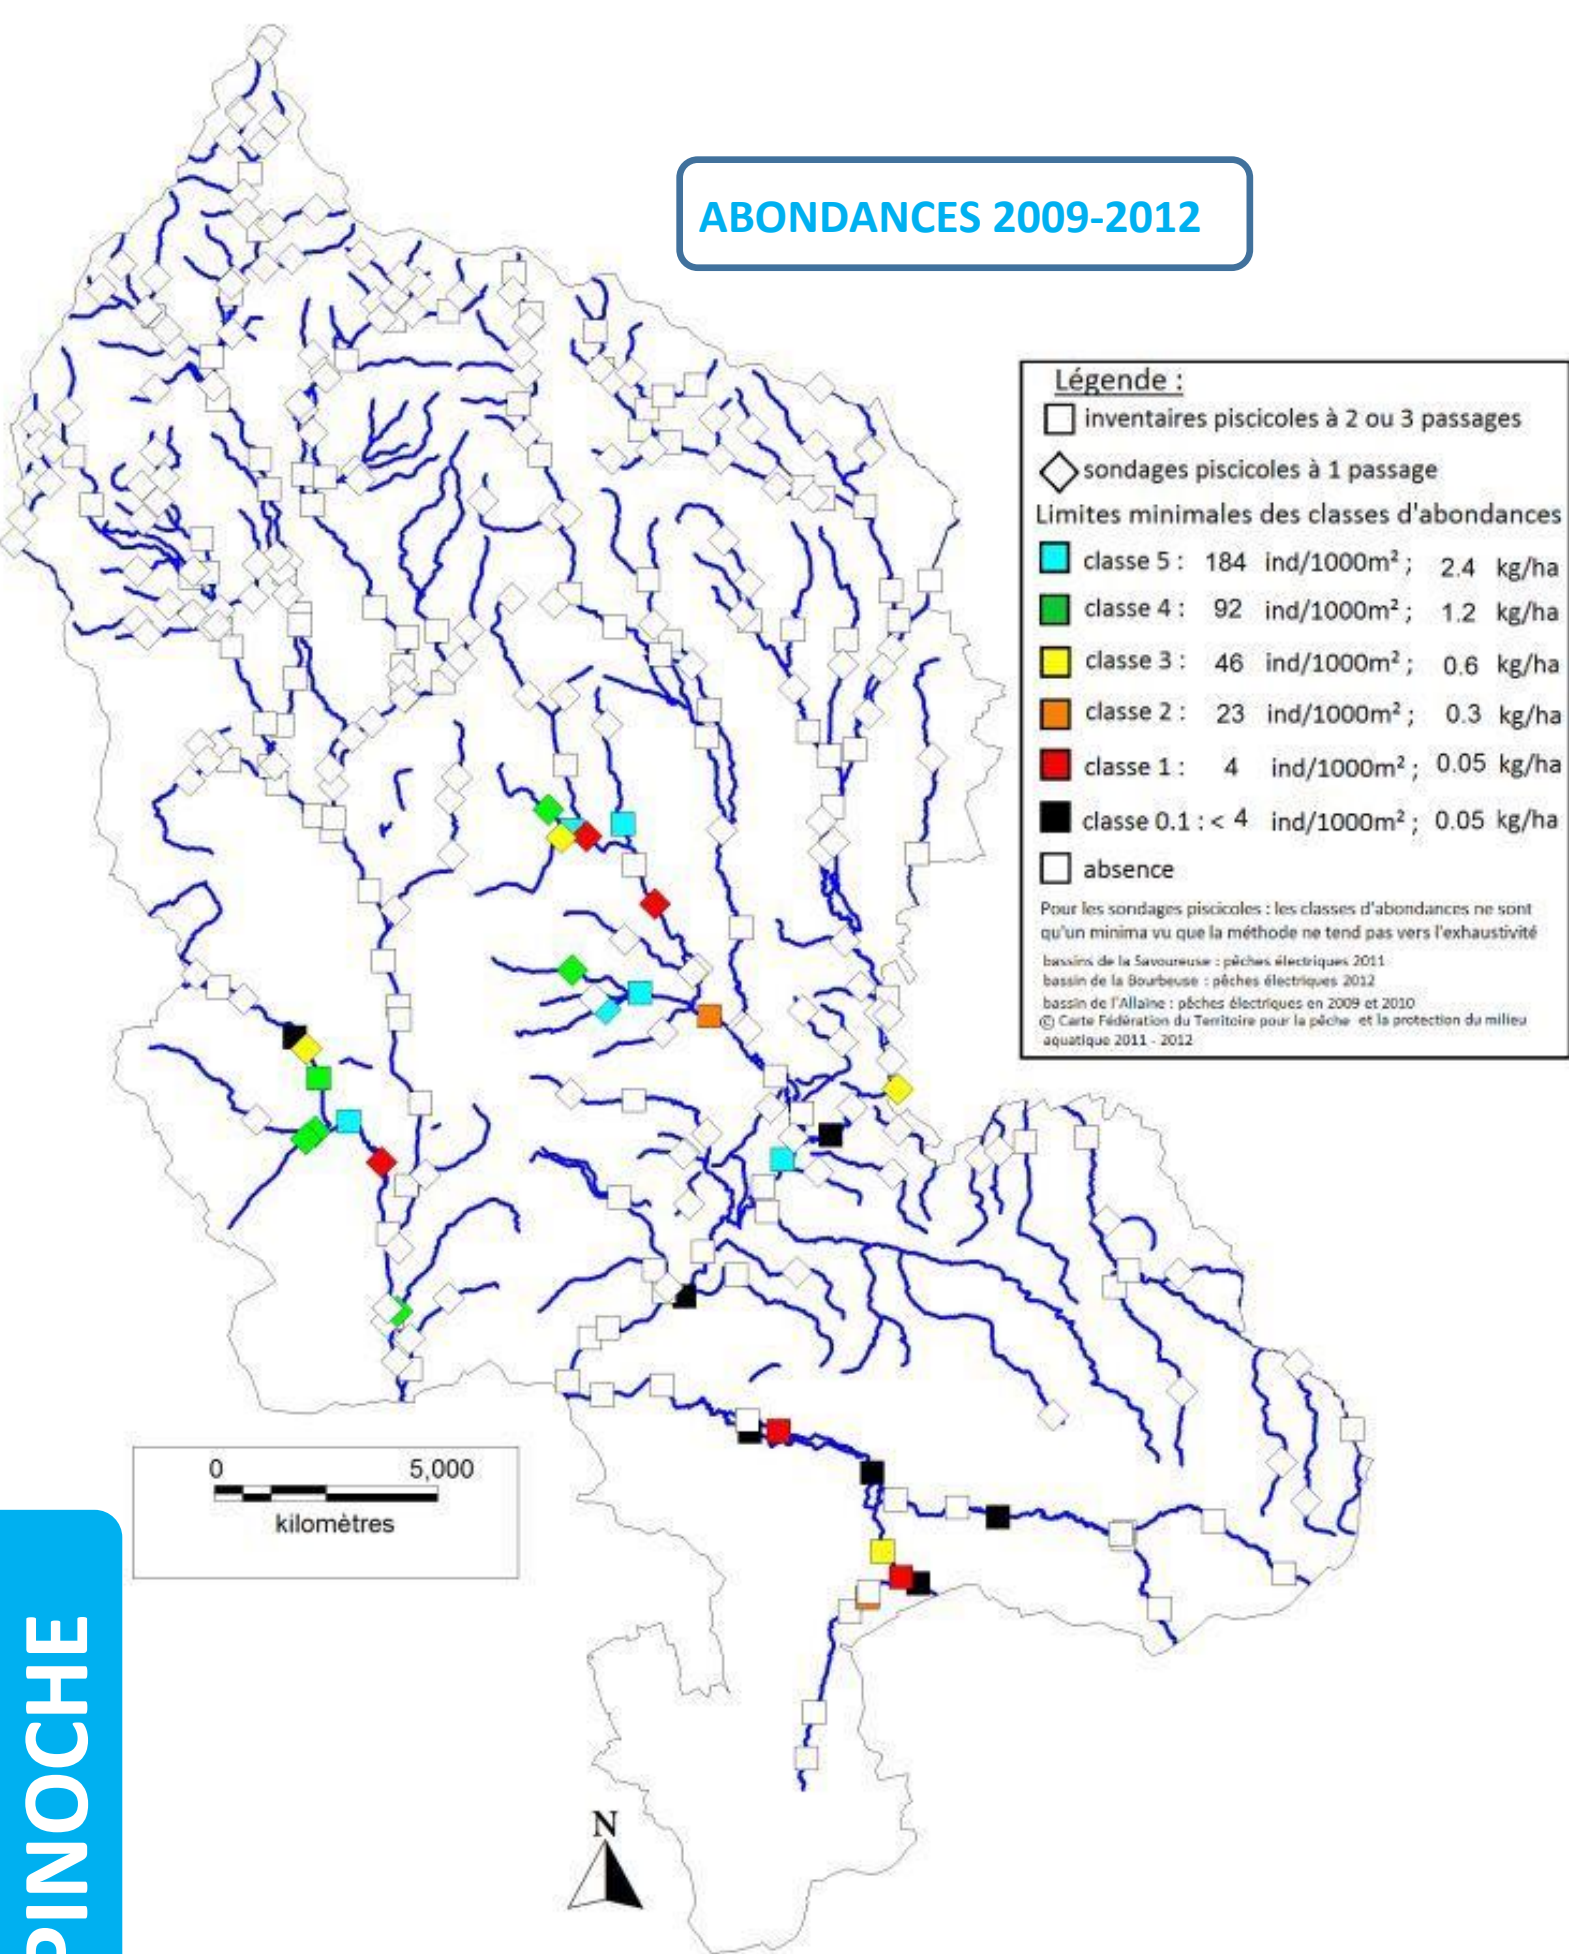 ABONDANCES 2009-2012
Légende :
inventaires piscicoles à 2 ou 3 passages
sondages piscicoles à 1 passage
Limites minimales des classes d'abondances
classe 5 : 184 ind/1000m² ; 2.4 kg/ha
classe 4 : 92 ind/1000m² ; 1.2 kg/ha
classe 3 : 46 ind/1000m² ; 0.6 kg/ha
classe 2 : 23 ind/1000m² ; 0.3 kg/ha
classe 1 : 4 ind/1000m² ; 0.05 kg/ha
classe 0.1 : < 4 ind/1000m² ; 0.05 kg/ha
absence
Pour les sondages piscicoles : les classes d'abondances ne sont
qu'un minima vu que la méthode ne tend pas vers l'exhaustivité
bassins de la Savoureuse : pêches électriques 2011
bassin de la Bourbeuse : pêches électriques 2012
bassin de l'Allaine : pêches électriques en 2009 et 2010
© Carte Fédération du Territoire pour la pêche et la protection du milieu
aquatique 2011 - 2012
0 5,000
kilomètres
N
PINOCHE